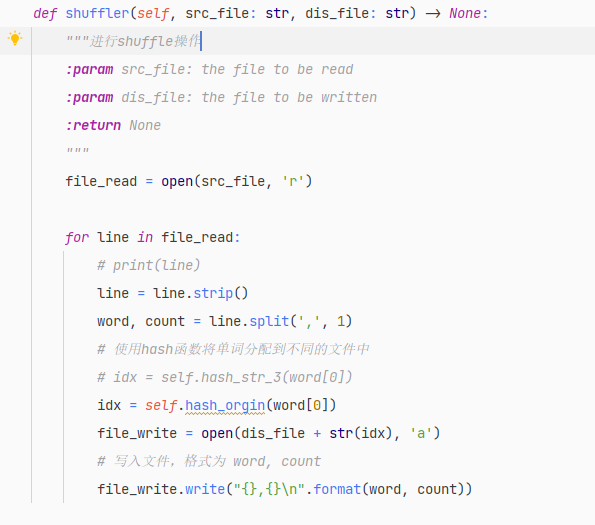 def shuffler(self, src_file: str, dis_file: str) -> None:
"""进行shuffle操作
:param src_file: the file to be read
:param dis_file: the file to be written
:return None
"""
file_read = open(src_file, 'r')
for line in file_read:
# print(line)
line = line.strip()
word, count = line.split(',', 1)
# 使用hash函数将单词分配到不同的文件中
# idx = self.hash_str_3(word[0])
idx = self.hash_orgin(word[0])
file_write = open(dis_file + str(idx), 'a')
# 写入文件，格式为 word, count
file_write.write("{},{}\n".format(word, count))